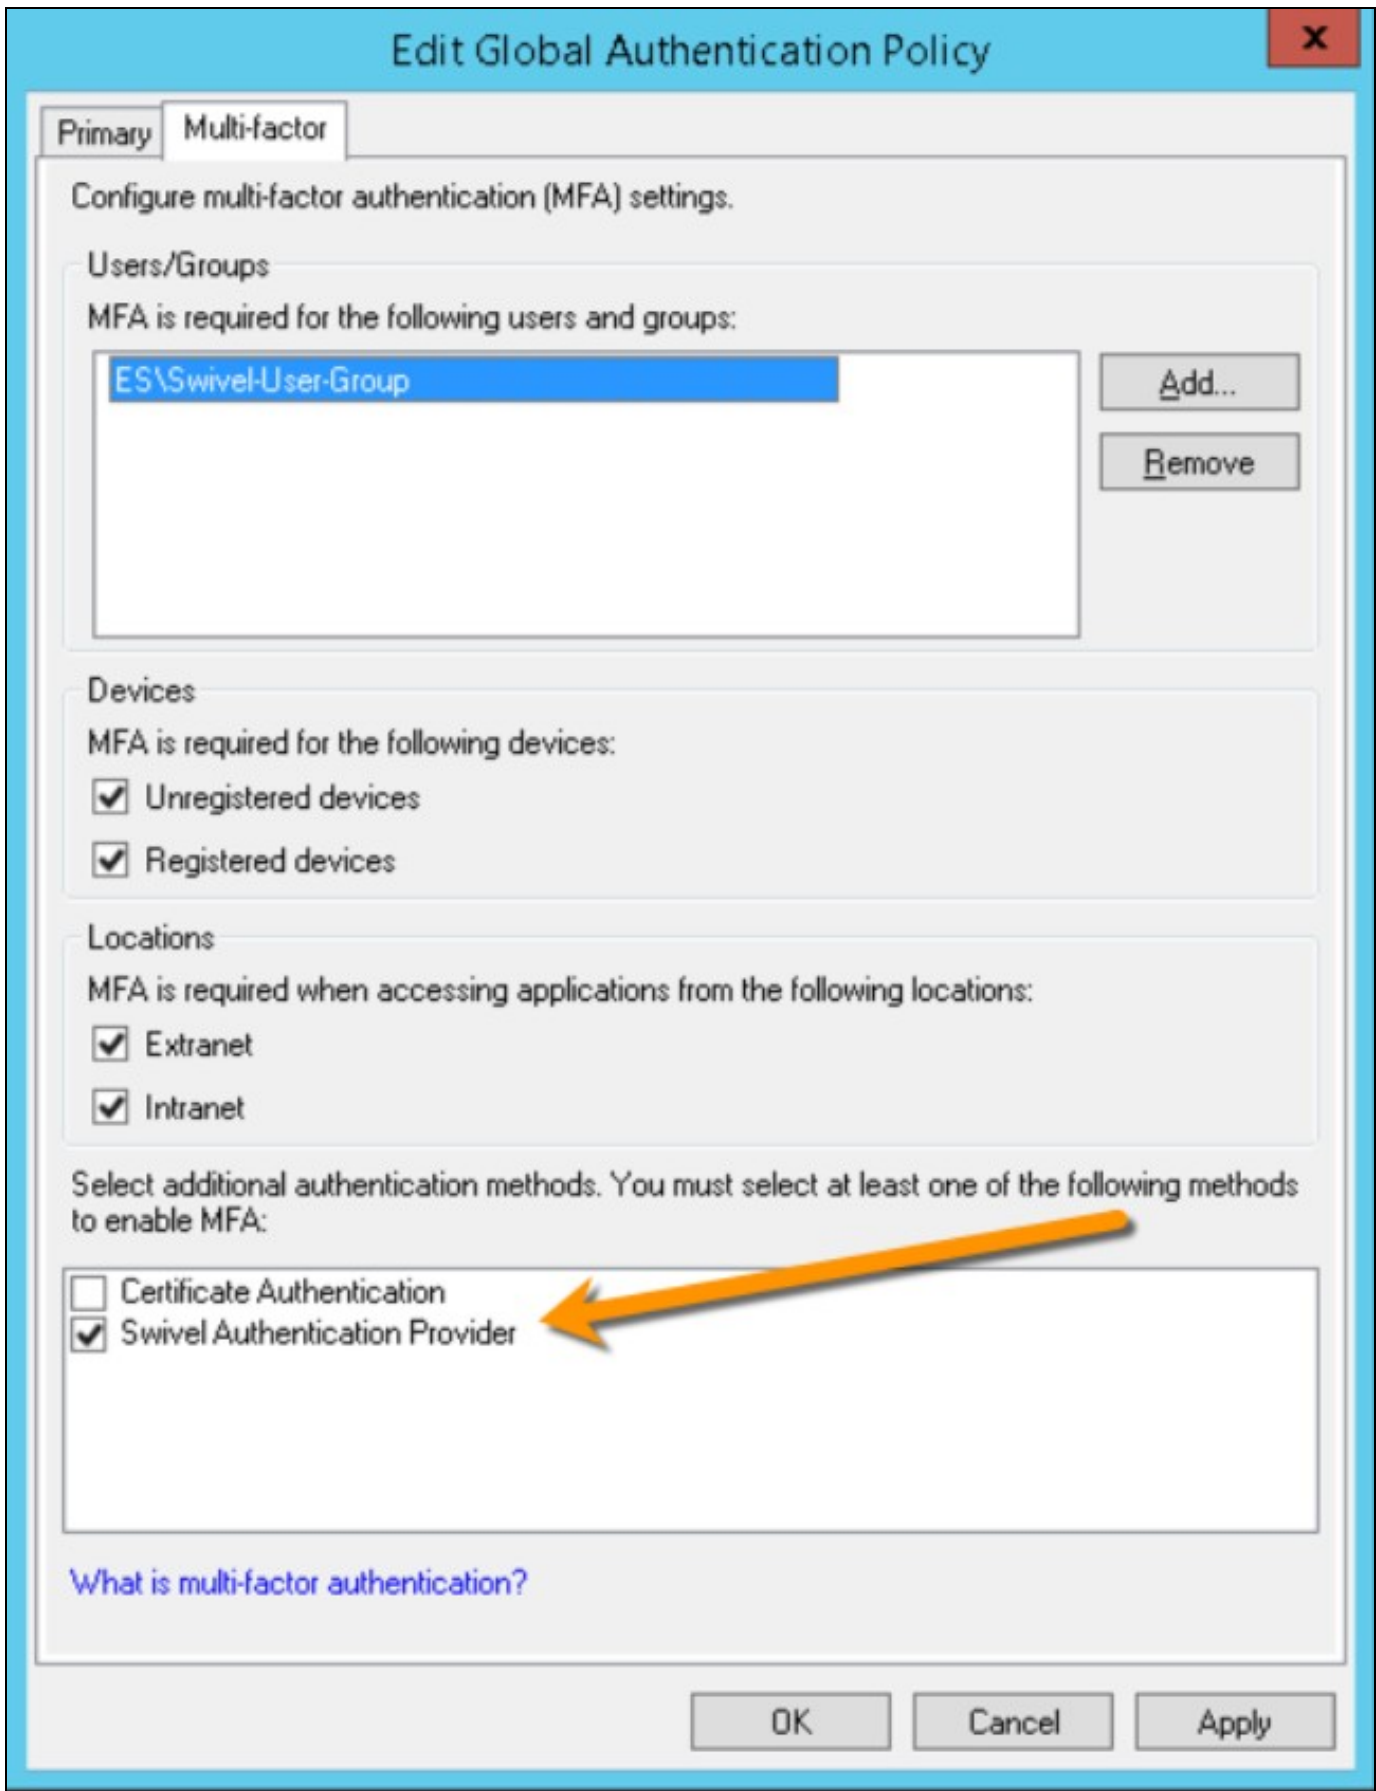 Edit Global Authentication Policy
x
Primary
Multi-factor
Configure multi-factor authentication (MFA) settings.
Users/Groups
MFA is required for the following users and groups:
ES\Swivel-User-Group
Add...
Remove
Devices
MFA is required for the following devices:
Unregistered devices
Registered devices
Locations
MFA is required when accessing applications from the following locations:
Extranet
Intranet
Select additional authentication methods. You must select at least one of the following methods
to enable MFA:
Certificate Authentication
Swivel Authentication Provider
What is multi-factor authentication?
OK
Cancel
Apply